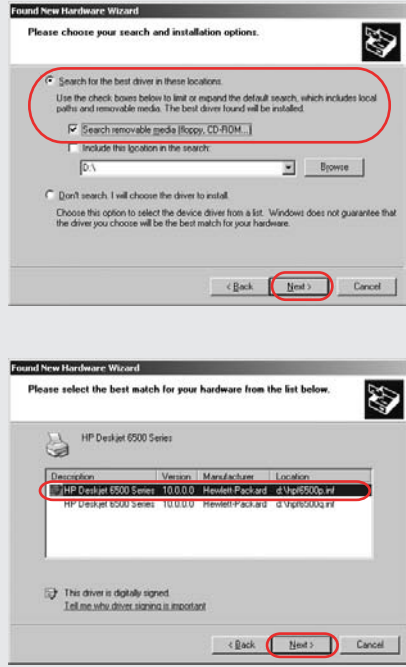 Found New Hardware Wizard
Please choose your search and installation options.
Search for the best driver in these locations.
Use the check boxes below to limit or expand the default search, which includes local
paths and removable media. The best driver found will be installed.
Search removable media (floppy, CD-ROM...)
Include this location in the search:
D:\
Browse
Don't search. I will choose the driver to install.
Choose this option to select the device driver from a list. Windows does not guarantee that
the driver you choose will be the best match for your hardware.
< Back Next > Cancel
Found New Hardware Wizard
Please select the best match for your hardware from the list below.
HP Deskjet 6500 Series
Description Version Manufacturer Location
HP Deskjet 6500 Series 10.0.0.0 Hewlett-Packard d:\hpf6500p.inf
HP Deskjet 6500 Series 10.0.0.0 Hewlett-Packard d:\hpf6500q.inf
This driver is digitally signed.
Tell me why driver signing is important
< Back Next > Cancel